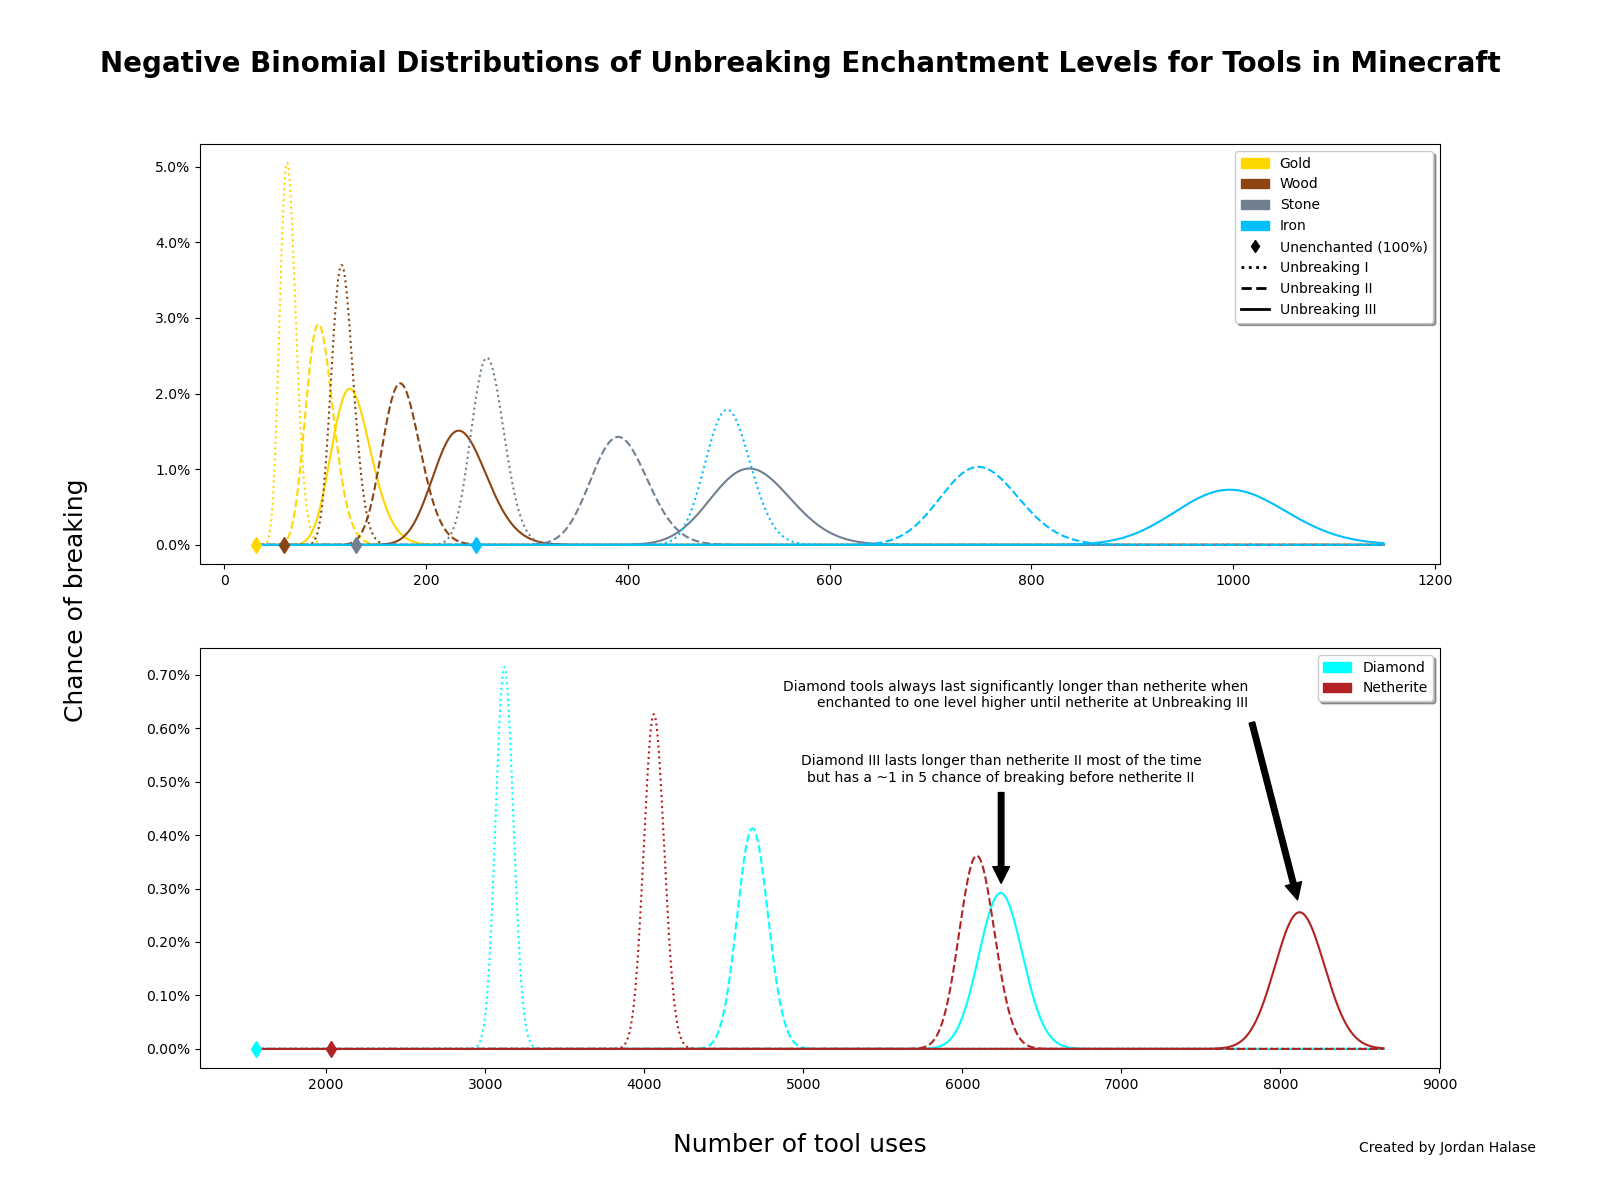 Negative Binomial Distributions of Unbreaking Enchantment Levels for Tools in Minecraft
Chance of breaking
5.0%
4.0%
3.0%
2.0%
1.0%
0.0%
0 200 400 600 800 1000 1200
Gold
Wood
Stone
Iron
Unenchanted (100%)
Unbreaking I
Unbreaking II
Unbreaking III
0.70%
0.60%
0.50%
0.40%
0.30%
0.20%
0.10%
0.00%
2000 3000 4000 5000 6000 7000 8000 9000
Diamond
Netherite
Diamond tools always last significantly longer than netherite when
enchanted to one level higher until netherite at Unbreaking III
Diamond III lasts longer than netherite II most of the time
but has a ~1 in 5 chance of breaking before netherite II
Number of tool uses
Created by Jordan Halase